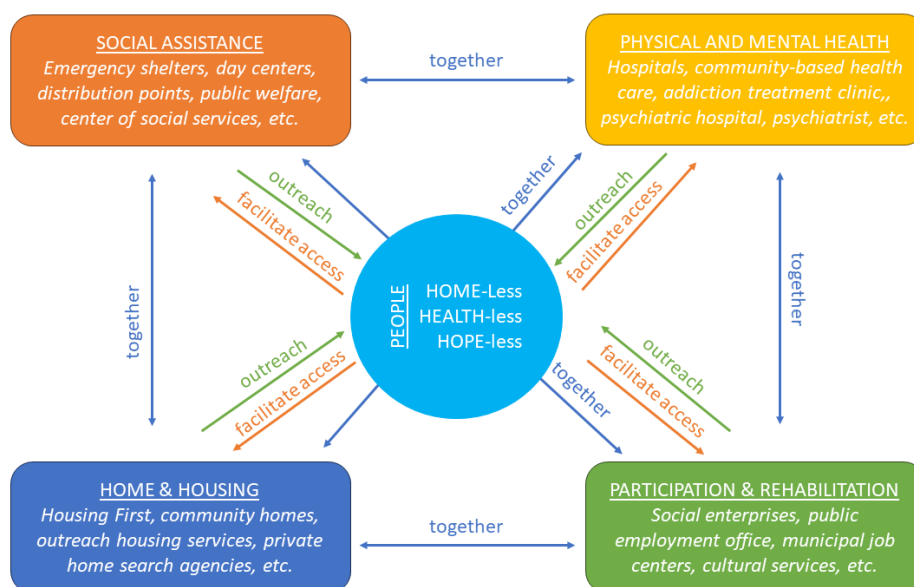 SOCIAL ASSISTANCE
Emergency shelters, day centers,
distribution points, public welfare,
center of social services, etc.
together
PHYSICAL AND MENTAL HEALTH
Hospitals, community-based health
care, addiction treatment clinic,,
psychiatric hospital, psychiatrist, etc.
outreach
facilitate access
together
outreach
facilitate access
together
together
PEOPLE
HOME-Less
HEALTH-less
HOPE-less
outreach
facilitate access
together
outreach
facilitate access
HOME & HOUSING
Housing First, community homes,
outreach housing services, private
home search agencies, etc.
together
PARTICIPATION & REHABILITATION
Social enterprises, public
employment office, municipal job
centers, cultural services, etc.